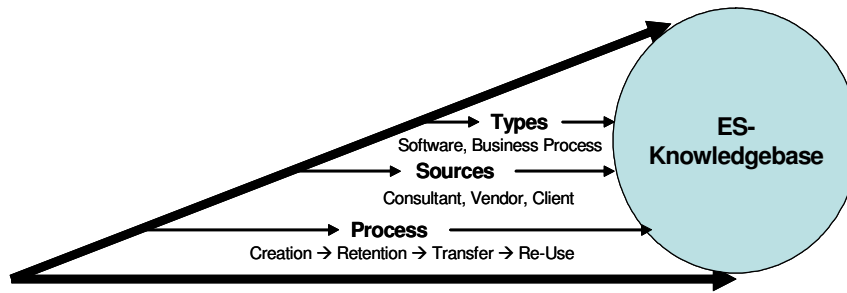 Types
Software, Business Process
Sources
Consultant, Vendor, Client
Process
Creation → Retention → Transfer → Re-Use
ES-
Knowledgebase